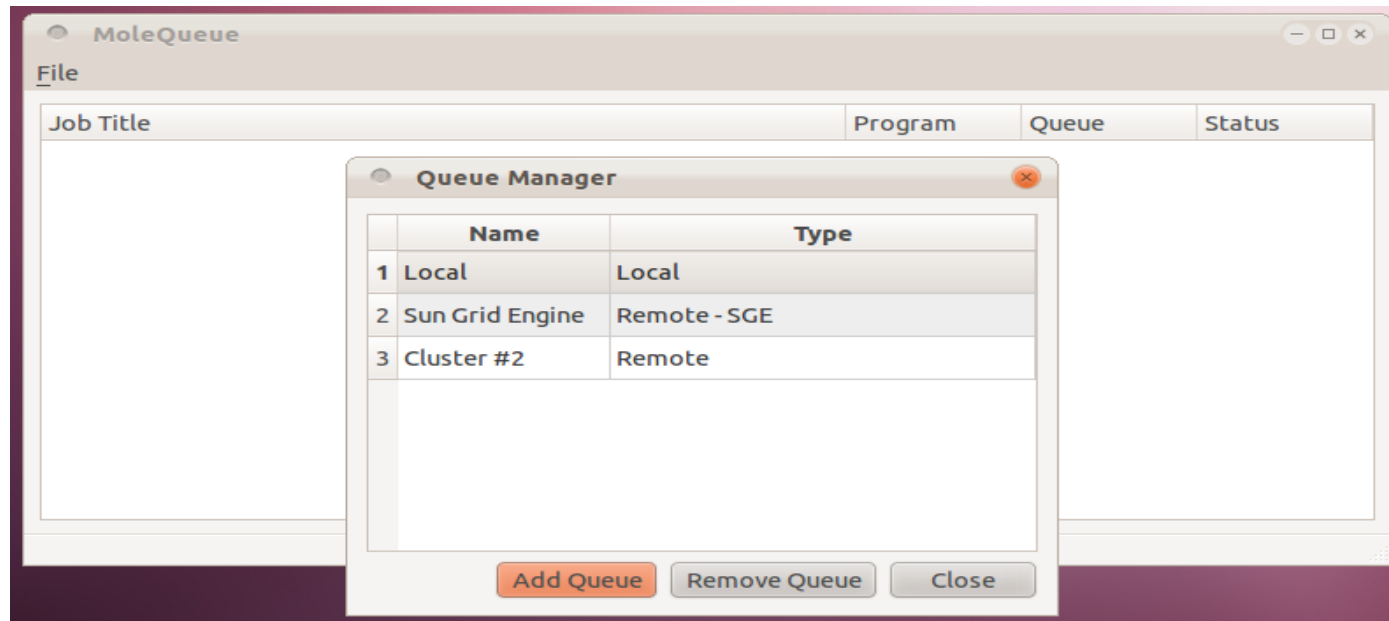 MoleQueue
File
Job Title Program Queue Status
Queue Manager
Name Type
1 Local Local
2 Sun Grid Engine Remote - SGE
3 Cluster #2 Remote
Add Queue Remove Queue Close